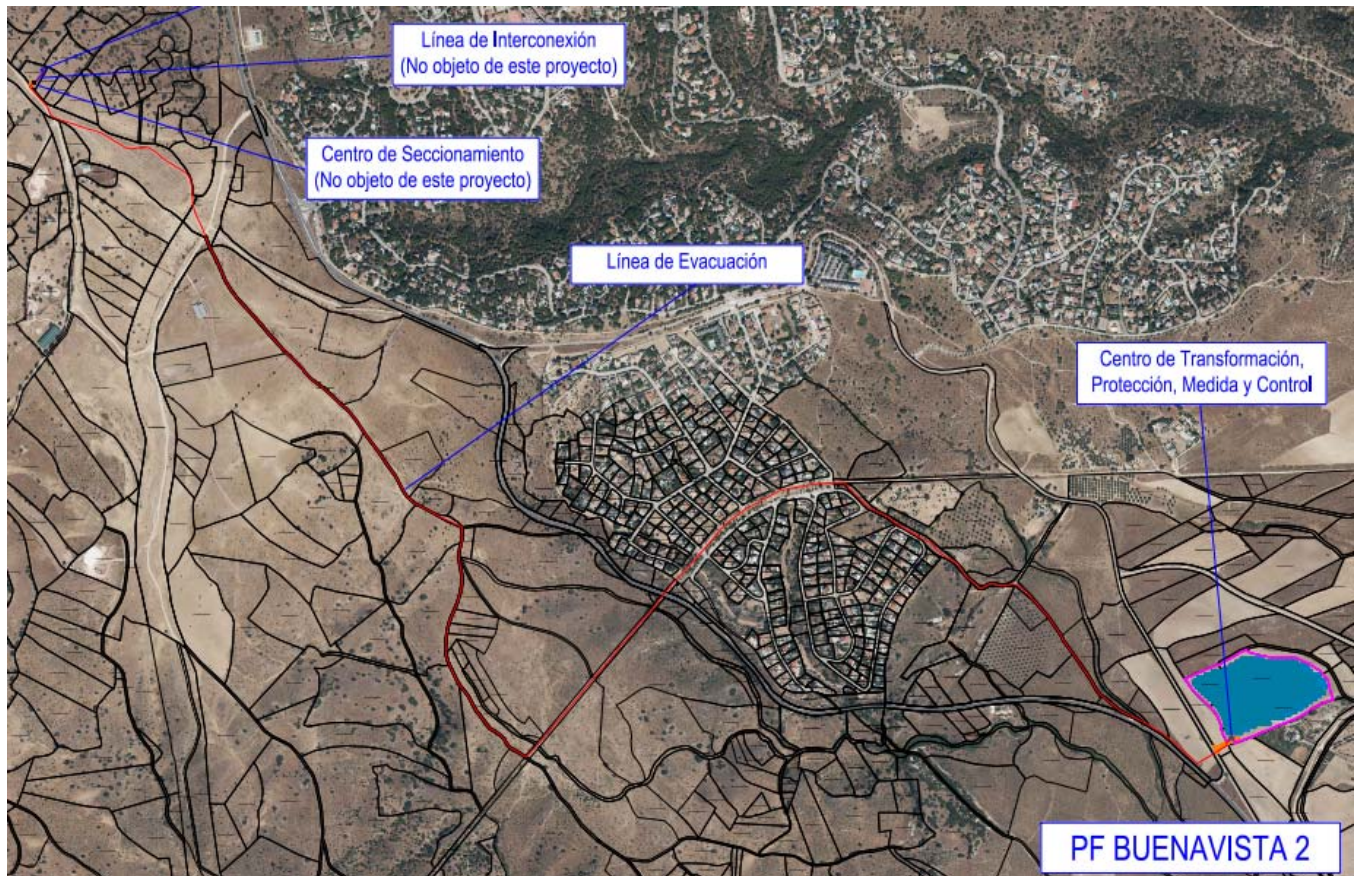 Línea de Interconexión
(No objeto de este proyecto)
Centro de Seccionamiento
(No objeto de este proyecto)
Línea de Evacuación
Centro de Transformación,
Protección, Medida y Control
PF BUENAVISTA 2